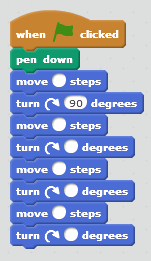 when clicked
pen down
move steps
turn 90 degrees
move steps
turn degrees
move steps
turn degrees
move steps
turn degrees